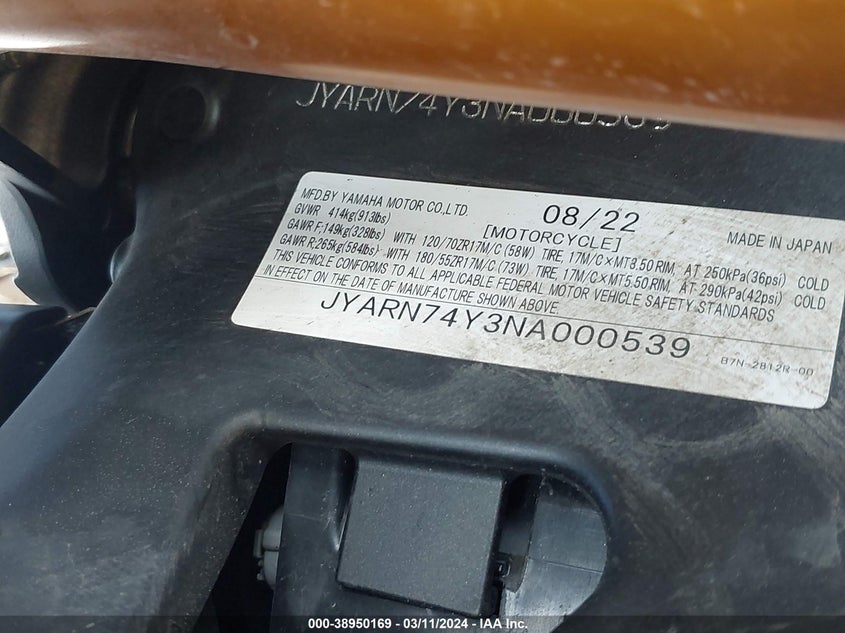 JYARN74Y3NA000539
MFD.BY YAMAHA MOTOR CO.,LTD. 08/22
GVWR 414kg(913lbs) [MOTORCYCLE] MADE IN JAPAN
GAWR F:149kg(328lbs) WITH 120/70ZR17M/C (58W) TIRE, 17M/C×MT3.50 RIM, AT 250kPa(36psi) COLD
GAWR R:265kg(584lbs) WITH 180/55ZR17M/C (73W) TIRE, 17M/C×MT5.50 RIM, AT 290kPa(42psi) COLD
THIS VEHICLE CONFORMS TO ALL APPLICABLE FEDERAL MOTOR VEHICLE SAFETY STANDARDS
IN EFFECT ON THE DATE OF MANUFACTURE SHOWN ABOVE.
JYARN74Y3NA000539 B7N-2812R-00
000-38950169 - 03/11/2024 - IAA Inc.